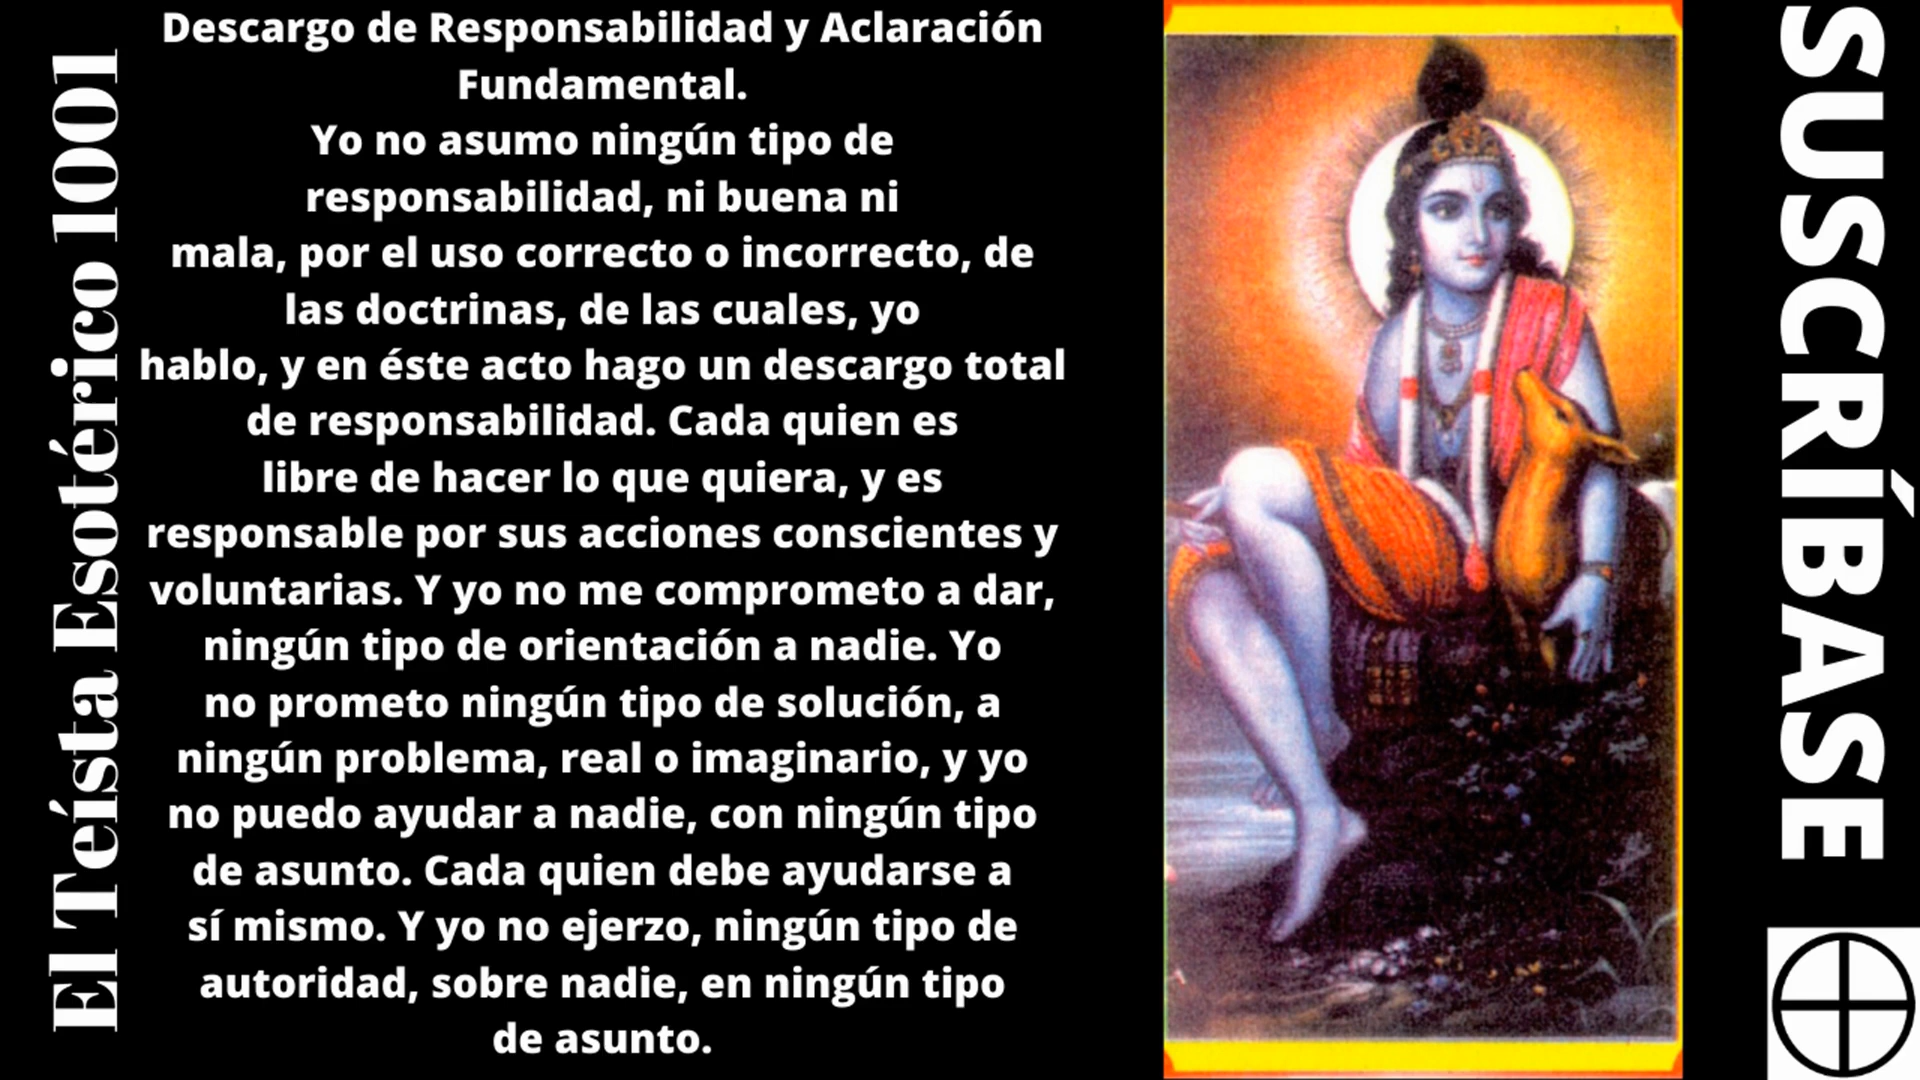 El Teísta Esotérico 1001
Descargo de Responsabilidad y Aclaración
Fundamental.
Yo no asumo ningún tipo de
responsabilidad, ni buena ni
mala, por el uso correcto o incorrecto, de
las doctrinas, de las cuales, yo
hablo, y en éste acto hago un descargo total
de responsabilidad. Cada quien es
libre de hacer lo que quiera, y es
responsable por sus acciones conscientes y
voluntarias. Y yo no me comprometo a dar,
ningún tipo de orientación a nadie. Yo
no prometo ningún tipo de solución, a
ningún problema, real o imaginario, y yo
no puedo ayudar a nadie, con ningún tipo
de asunto. Cada quien debe ayudarse a
sí mismo. Y yo no ejerzo, ningún tipo de
autoridad, sobre nadie, en ningún tipo
de asunto.
SUSCRÍBASE